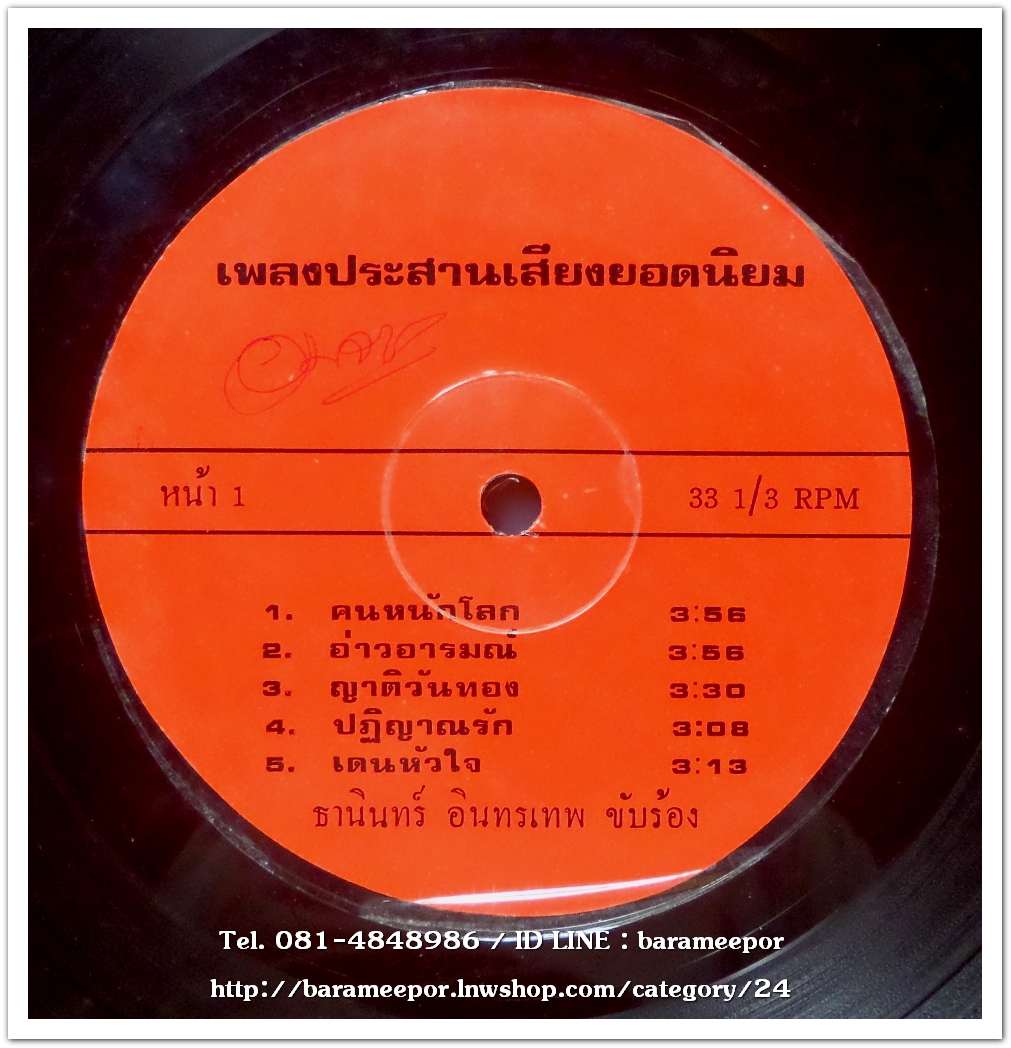 เพลงประสานเสียงยอดนิยม
หน้า 1
33 1/3 RPM
1. คนหนักโลก 3:56
2. อ่าวอารมณ์ 3:56
3. ญาติวันทอง 3:30
4. ปฏิญาณรัก 3:08
5. เดนหัวใจ 3:13
ธานินทร์ อินทรเทพ ขับร้อง
Tel. 081-4848986 / ID LINE : barameepor
http://barameepor.lnwshop.com/category/24